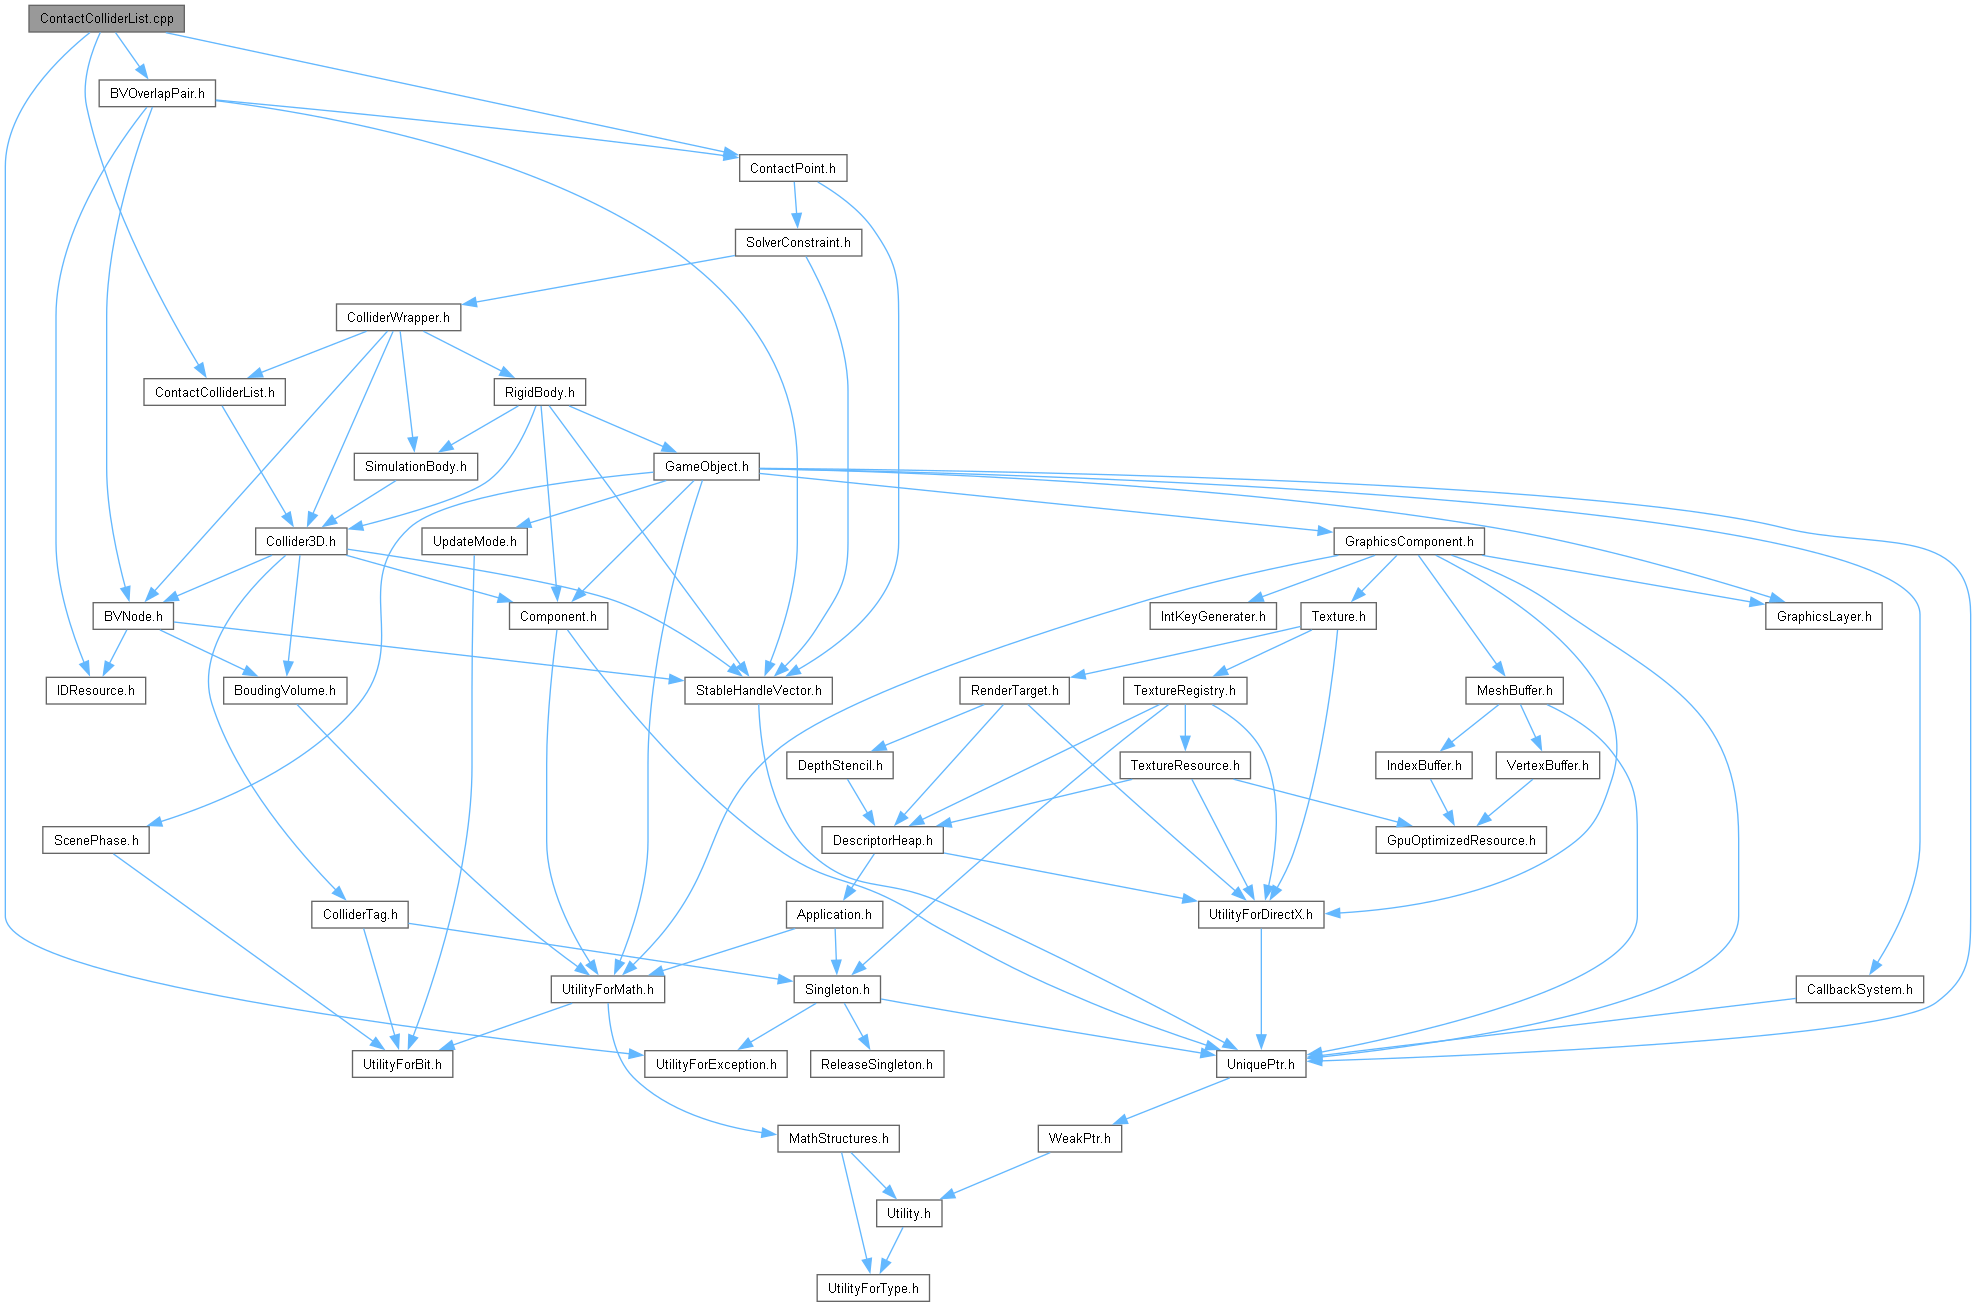 ContactColliderList.cpp
BVOverlapPair.h
ContactPoint.h
SolverConstraint.h
ColliderWrapper.h
ContactColliderList.h
RigidBody.h
SimulationBody.h
GameObject.h
Collider3D.h
UpdateMode.h
GraphicsComponent.h
BVNode.h
Component.h
IntKeyGenerater.h
Texture.h
GraphicsLayer.h
IDResource.h
BoudingVolume.h
StableHandleVector.h
RenderTarget.h
TextureRegistry.h
MeshBuffer.h
DepthStencil.h
TextureResource.h
IndexBuffer.h
VertexBuffer.h
ScenePhase.h
DescriptorHeap.h
GpuOptimizedResource.h
ColliderTag.h
Application.h
UtilityForDirectX.h
UtilityForMath.h
Singleton.h
CallbackSystem.h
UtilityForBit.h
UtilityForException.h
ReleaseSingleton.h
UniquePtr.h
MathStructures.h
WeakPtr.h
Utility.h
UtilityForType.h